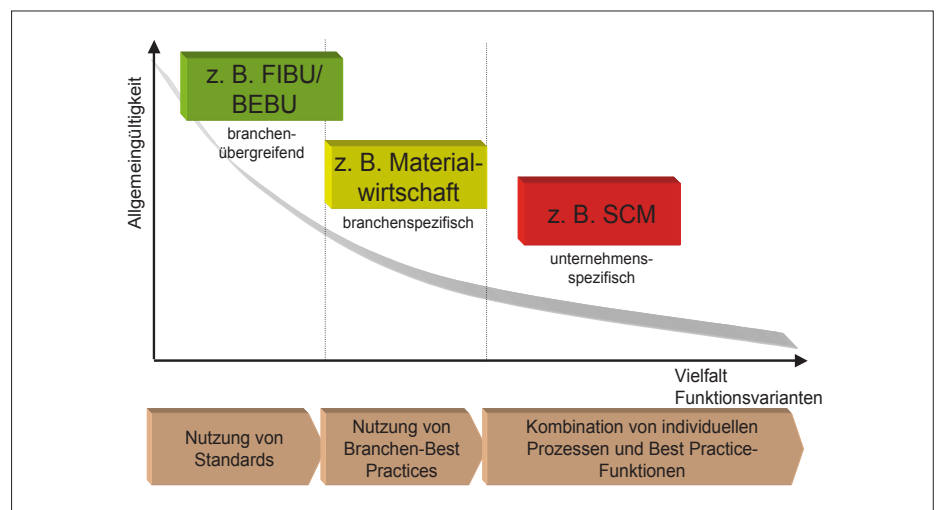 Allgemeingültigkeit
z. B. FIBU/
BEBU
branchen-
übergreifend
z. B. Material-
wirtschaft
branchenspezifisch
z. B. SCM
unternehmens-
spezifisch
Vielfalt
Funktionsvarianten
Nutzung von
Standards
Nutzung von
Branchen-Best
Practices
Kombination von individuellen
Prozessen und Best Practice-
Funktionen